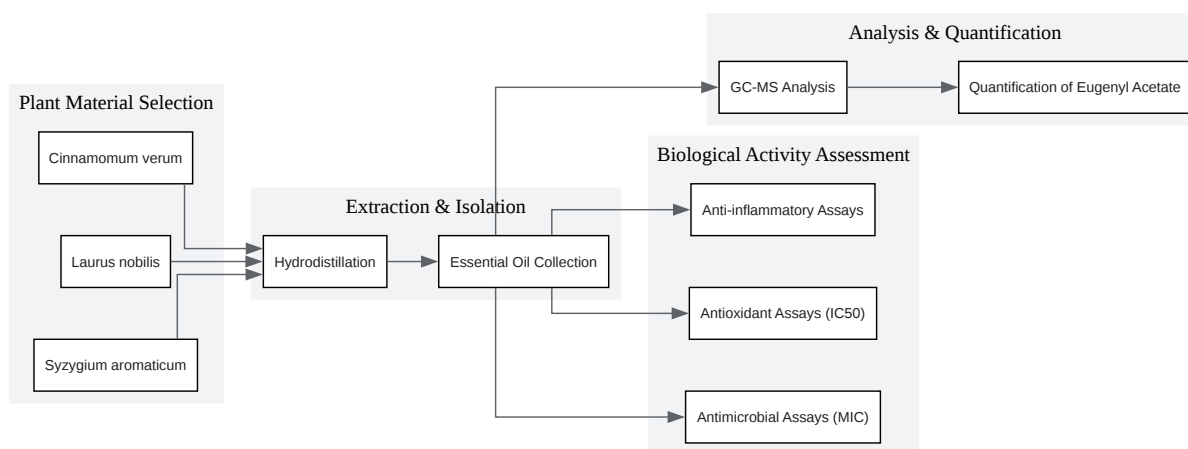 Analysis & Quantification
GC-MS Analysis
Quantification of Eugenyl Acetate
Plant Material Selection
Cinnamomum verum
Laurus nobilis
Syzygium aromaticum
Extraction & Isolation
Hydrodistillation
Essential Oil Collection
Biological Activity Assessment
Anti-inflammatory Assays
Antioxidant Assays (IC50)
Antimicrobial Assays (MIC)